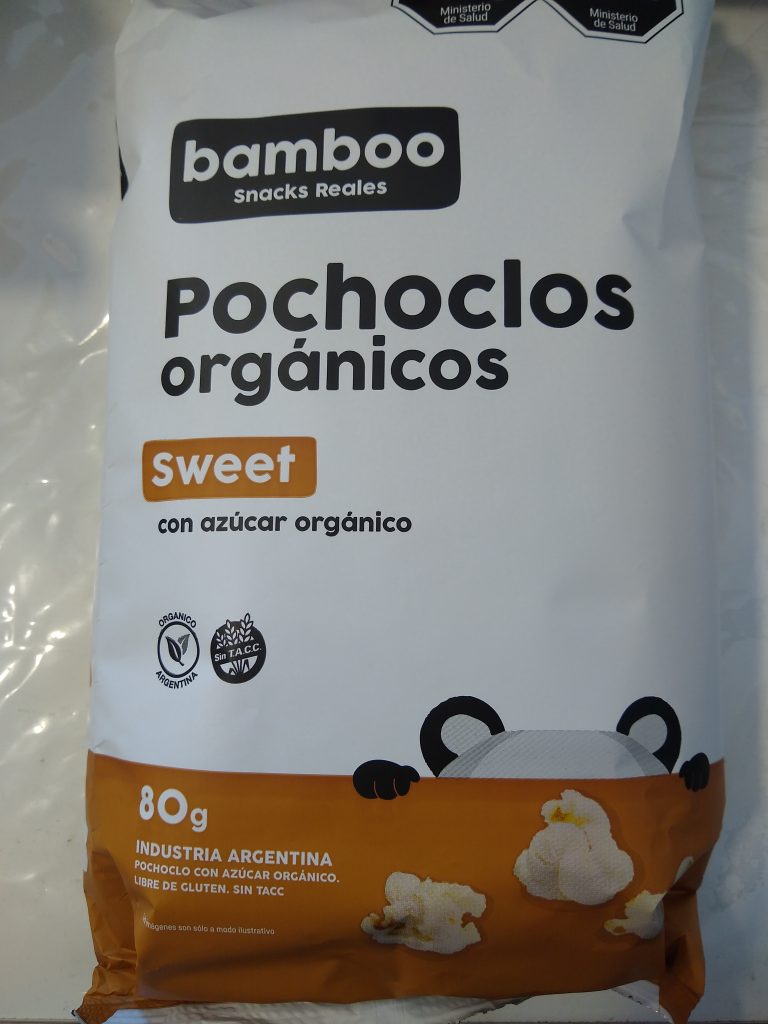 Ministerio
de Salud
Ministerio
de Salud
bamboo
Snacks Reales
Pochoclos
orgánicos
sweet
con azúcar orgánico
ORGANICO
ARGENTINA
Sin T.A.C.C.
80g
INDUSTRIA ARGENTINA
POCHOCLO CON AZÚCAR ORGÁNICO.
LIBRE DE GLUTEN. SIN TACC
Imágenes son sólo a modo ilustrativo